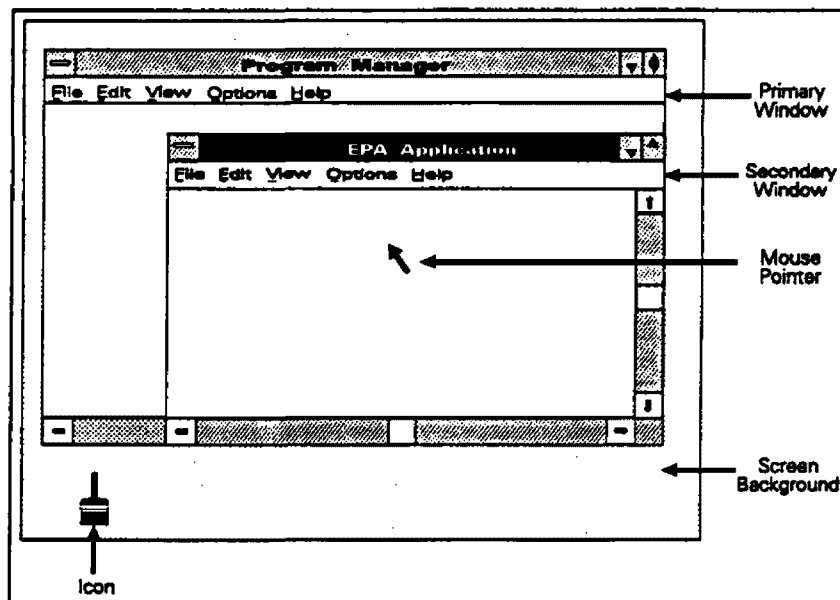 Program Manager
File Edit View Options Help
Primary
Window
EPA Application
File Edit View Options Help
Secondary
Window
Mouse
Pointer
Screen
Background
Icon